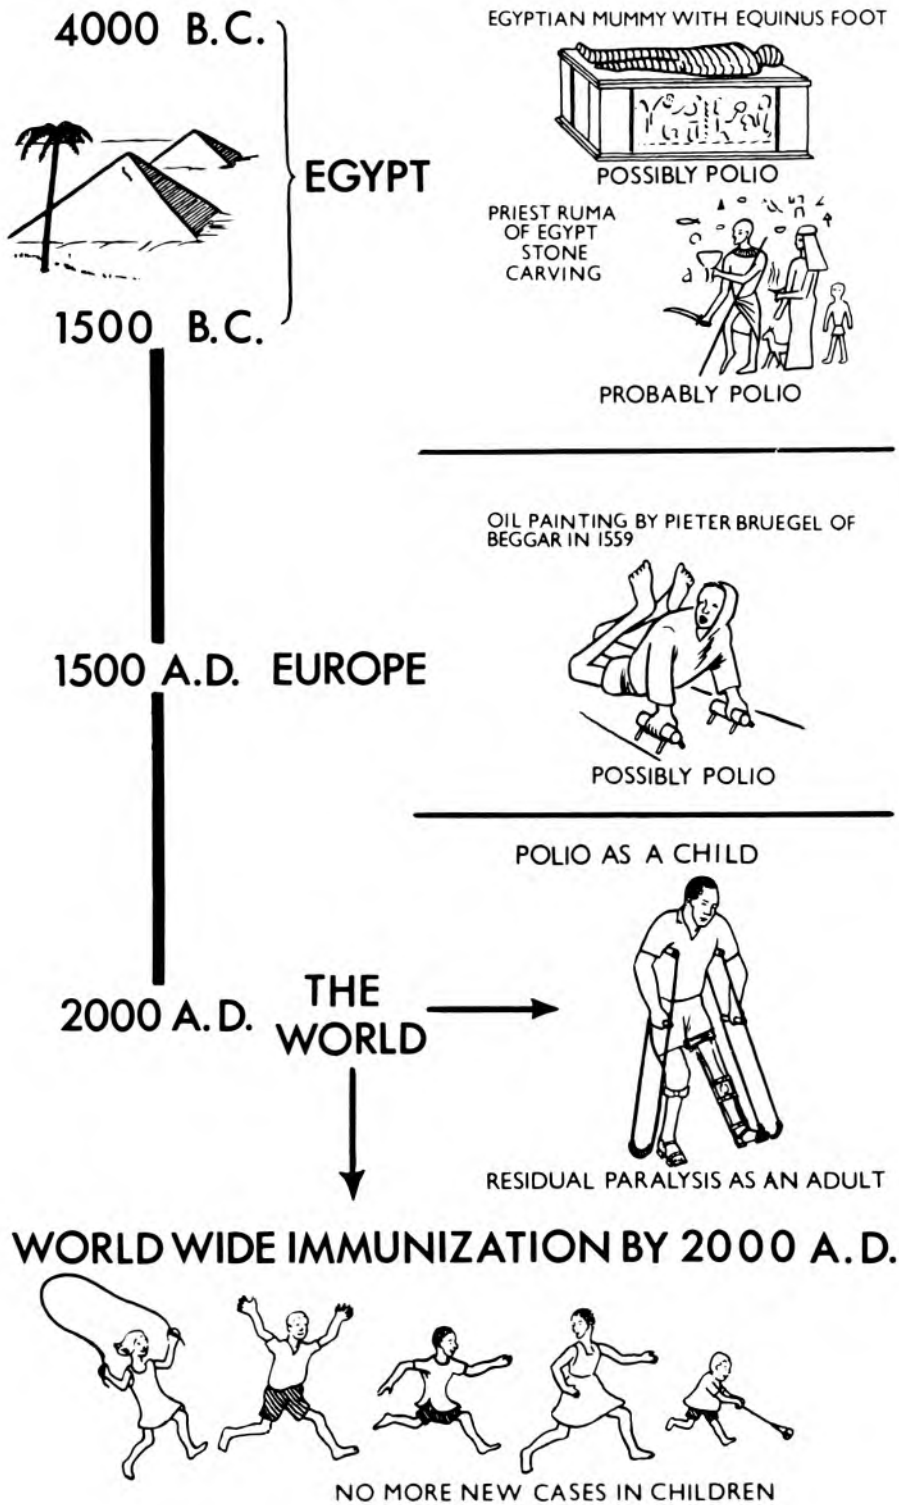 4000 B.C.
EGYPT
1500 B.C.
EGYPTIAN MUMMY WITH EQUINUS FOOT
POSSIBLY POLIO
PRIEST RUMA
OF EGYPT
STONE
CARVING
PROBABLY POLIO
OIL PAINTING BY PIETER BRUEGEL OF
BEGGAR IN 1559
1500 A.D. EUROPE
POSSIBLY POLIO
POLIO AS A CHILD
2000 A.D.
THE
WORLD
RESIDUAL PARALYSIS AS AN ADULT
WORLD WIDE IMMUNIZATION BY 2000 A.D.
NO MORE NEW CASES IN CHILDREN